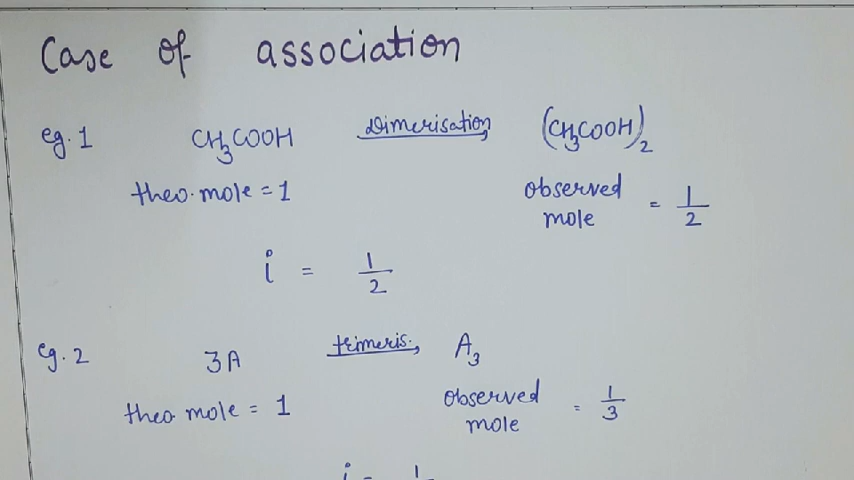 Case of association
eg. 1 CH3COOH Dimerisation (CH3COOH)2
theo. mole = 1 observed mole = 1/2
i = 1/2
eg. 2 3A trimeris. A3
theo mole = 1 observed mole = 1/3
i = 1